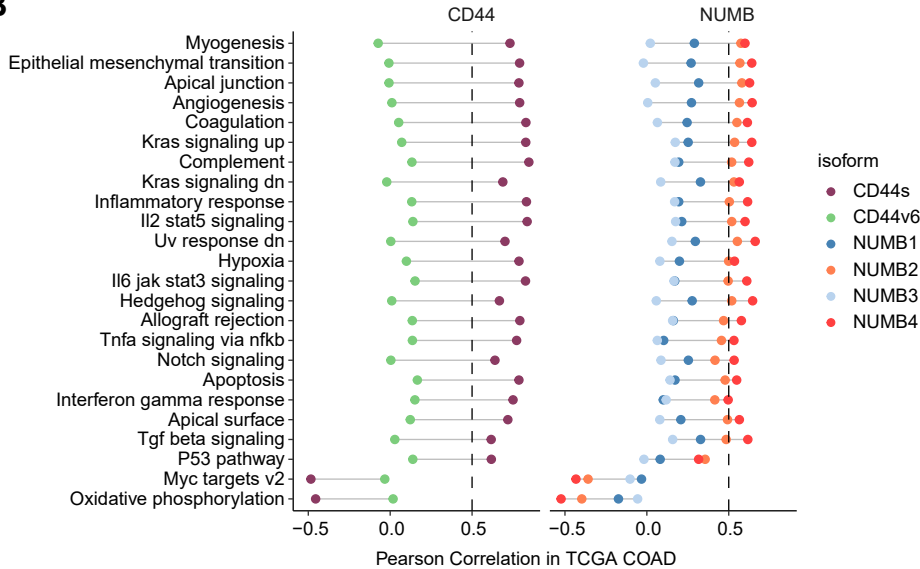 CD44 NUMB
Myogenesis
Epithelial mesenchymal transition
Apical junction
Angiogenesis
Coagulation
Kras signaling up
Complement
Kras signaling dn
Inflammatory response
Il2 stat5 signaling
Uv response dn
Hypoxia
Il6 jak stat3 signaling
Hedgehog signaling
Allograft rejection
Tnfa signaling via nfkb
Notch signaling
Apoptosis
Interferon gamma response
Apical surface
Tgf beta signaling
P53 pathway
Myc targets v2
Oxidative phosphorylation
−0.5 0.0 0.5 −0.5 0.0 0.5
Pearson Correlation in TCGA COAD
isoform
CD44s
CD44v6
NUMB1
NUMB2
NUMB3
NUMB4